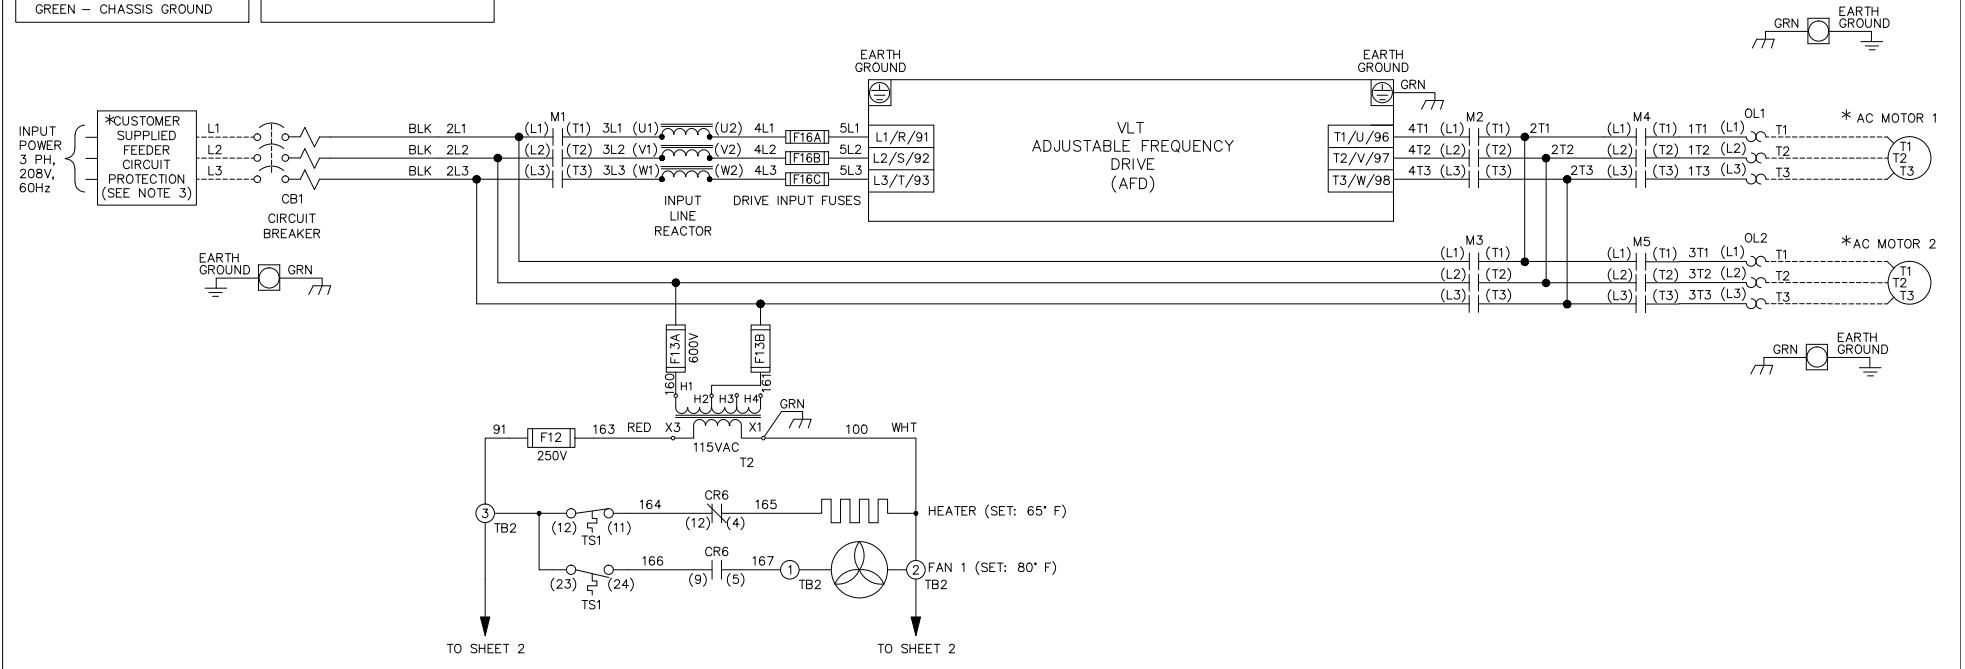 GREEN — CHASSIS GROUND
GRN
EARTH
GROUND
INPUT
POWER
3 PH,
208V,
60Hz
*CUSTOMER
SUPPLIED
FEEDER
CIRCUIT
PROTECTION
(SEE NOTE 3)
L1
L2
L3
CB1
CIRCUIT
BREAKER
BLK 2L1
BLK 2L2
BLK 2L3
M1
(L1) (T1) 3L1 (U1) (U2) 4L1 F16A 5L1
(L2) (T2) 3L2 (V1) (V2) 4L2 F16B 5L2
(L3) (T3) 3L3 (W1) (W2) 4L3 F16C 5L3
INPUT
LINE
REACTOR
DRIVE INPUT FUSES
EARTH
GROUND
L1/R/91
L2/S/92
L3/T/93
VLT
ADJUSTABLE FREQUENCY
DRIVE
(AFD)
EARTH
GROUND
GRN
T1/U/96
T2/V/97
T3/W/98
M2
4T1 (L1) (T1) 2T1
4T2 (L2) (T2) 2T2
4T3 (L3) (T3) 2T3
M4
OL1
(L1) (T1) 1T1 (L1) T1
(L2) (T2) 1T2 (L2) T2
(L3) (T3) 1T3 (L3) T3
* AC MOTOR 1
T1
T2
T3
EARTH
GROUND
GRN
M3
(L1) (T1)
(L2) (T2)
(L3) (T3)
M5
OL2
(L1) (T1) 3T1 (L1) T1
(L2) (T2) 3T2 (L2) T2
(L3) (T3) 3T3 (L3) T3
*AC MOTOR 2
T1
T2
T3
GRN
EARTH
GROUND
F13A
600V
F13B
160
161
H1
H2
H3
H4
GRN
91
F12
250V
163
RED
X3
X1
115VAC
T2
100
WHT
3
TB2
(12)
(11)
TS1
164
CR6
(12)
(4)
165
HEATER (SET: 65° F)
(23)
(24)
TS1
166
CR6
(9)
(5)
167
1
TB2
2
TB2
FAN 1 (SET: 80° F)
TO SHEET 2
TO SHEET 2